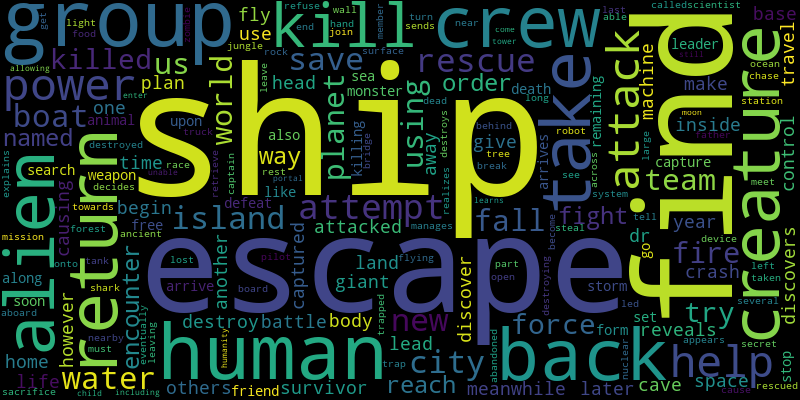 group
kill
crew
fly
use
light
food
get
zombie
killed
us
save
rescue
power
plan
head
sea
monster
order
boat
one
animal
world
planet
using
away
death
long
named
destroyed
upon
truck
also
killing
dead
destroys
time
race
captain
way
bridge
give
behind
tree
break
ship
find
take
attack
creature
refuse
end
hand
join
wall
member
turn
sends
near
come
tower
last
able
surface
jungle
rock
leave
allowing
enter
calledscientist
base
leader
travel
machine
make
ocean
chase
station
moon
father
inside
control
capture
team
still
alien
return
explains
search
weapon
decides
causing
towards
forest
ancient
mission
onto
tank
shark
along
aboard
soon
however
nearby
must
home
life
water
sacrifice
child
including
encounter
eventually
leaving
begin
free
unable
retrieve
defeat
rest
portal
like
island
another
lost
pilot
arrive
board
captured
attempt
attacked
land
giant
flying
manages
realizes
learns
fall
fight
arrives
see
robot
remaining
across
system
become
steal
year
dr
go
tell
fire
device
crash
meet
left
taken
several
discovers
escape
discover
part
open
destroying
storm
led
force
form
set
reveals
try
appears
secret
stop
rescued
cause
human
destroy
battle
body
new
trapped
trap
lead
city
back
help
nuclear
abandoned
humanity
others
friend
survivor
reach
meanwhile
later
cave
space